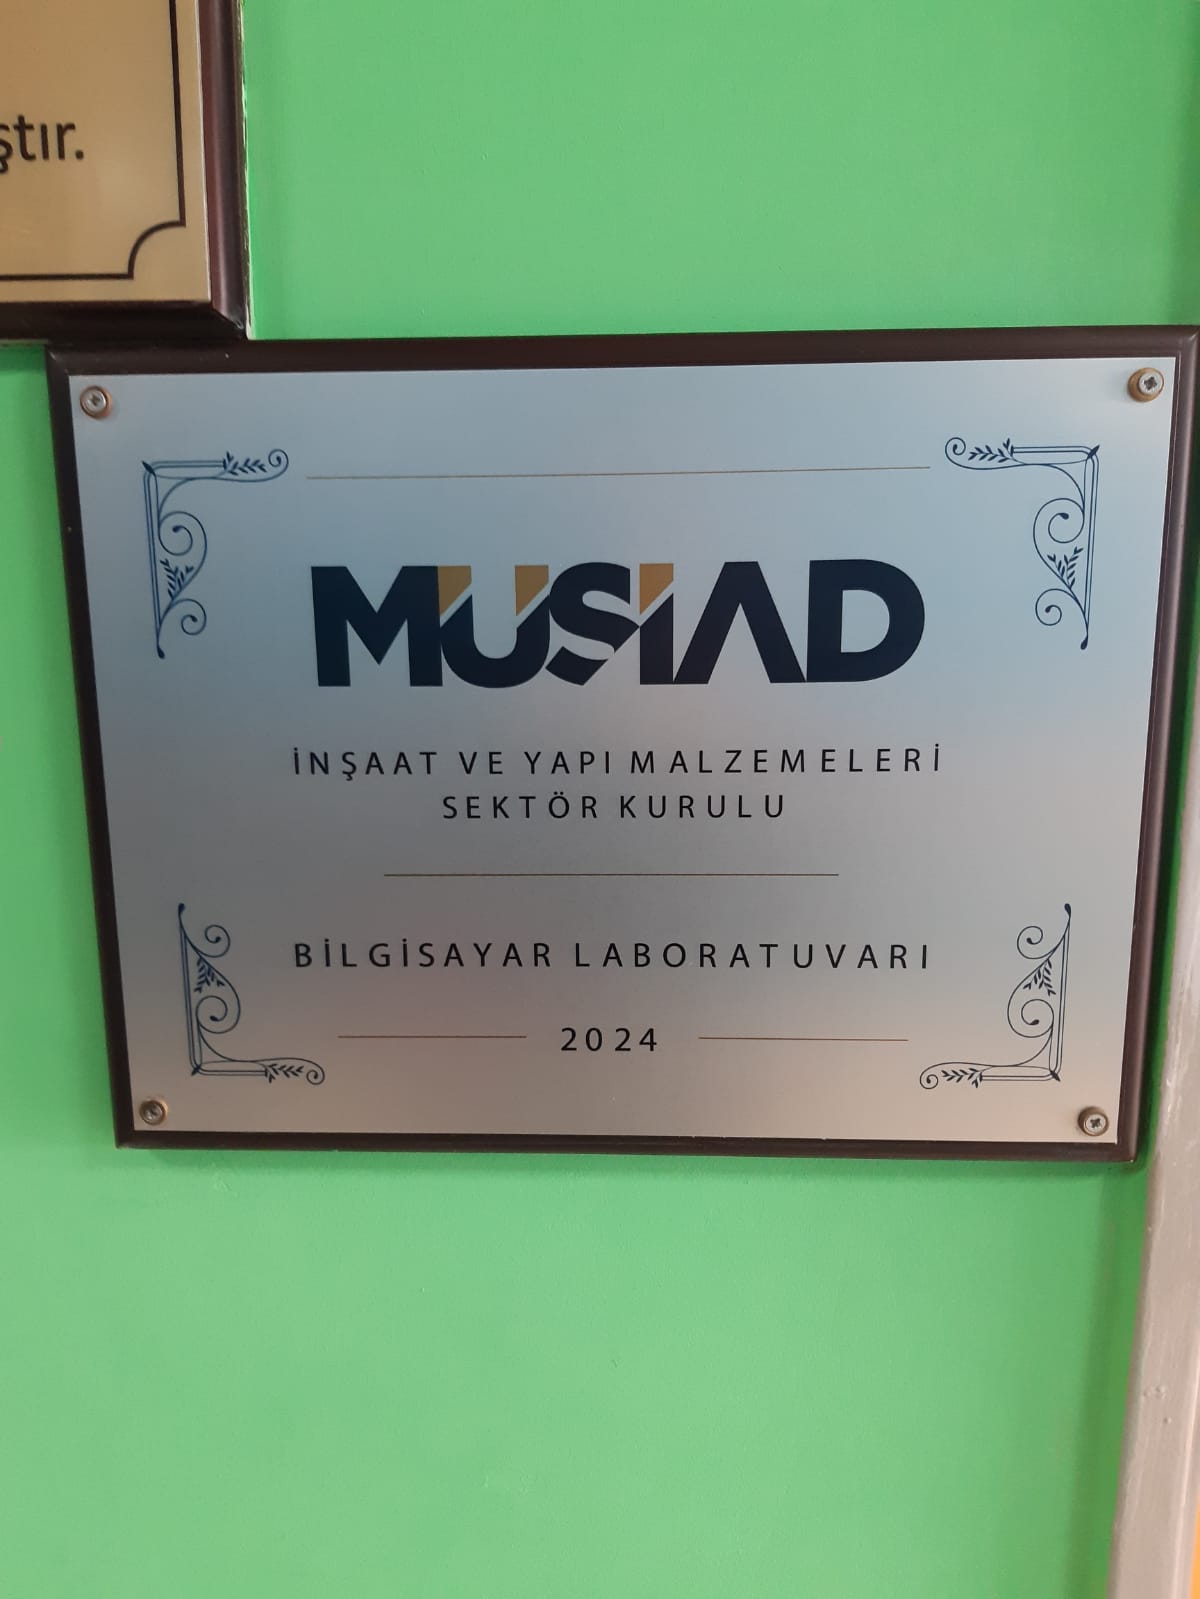 ştır.
MÜSİAD
İNŞAAT VE YAPI MALZEMELERİ
SEKTÖR KURULU
BİLGİSAYAR LABORATUVARI
2024